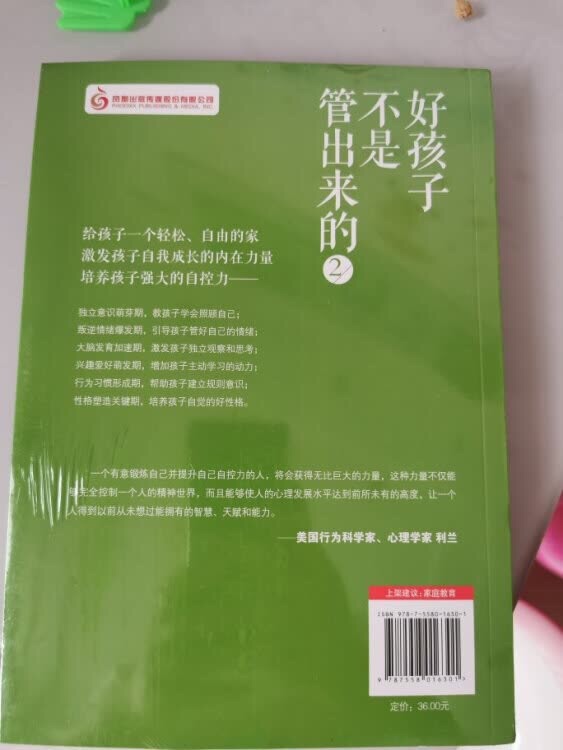 凤凰出版传媒股份有限公司
PHOENIX PUBLISHING & MEDIA, INC.
好孩子
不是
管出来的
2
给孩子一个轻松、自由的家
激发孩子自我成长的内在力量
培养孩子强大的自控力——
独立意识萌芽期，教孩子学会照顾自己；
叛逆情绪爆发期，引导孩子管好自己的情绪；
大脑发育加速期，激发孩子独立观察和思考；
兴趣爱好萌发期，增加孩子主动学习的动力；
行为习惯形成期，帮助孩子建立规则意识；
性格塑造关键期，培养孩子自觉的好性格。
一个有意锻炼自己并提升自己自控力的人，将会获得无比巨大的力量，这种力量不仅能
够完全控制一个人的精神世界，而且能够使人的心理发展水平达到前所未有的高度，让一个
人得到以前从未想过能拥有的智慧、天赋和能力。
——美国行为科学家、心理学家 利兰
上架建议：家庭教育
ISBN 978-7-5580-1630-1
9 787558 016301 >
定价：36.00元